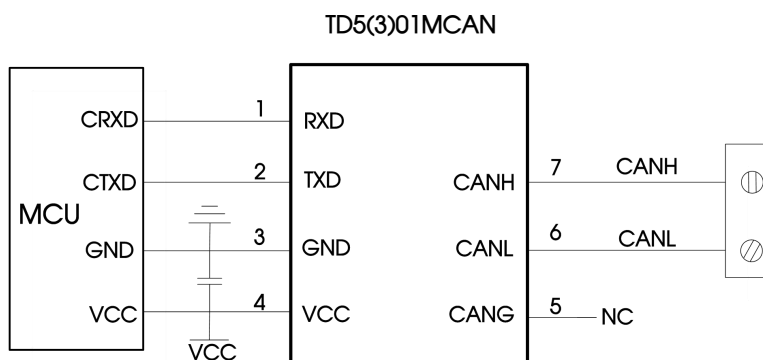 TD5(3)01MCAN
CRXD 1 RXD
CTXD 2 TXD CANH 7 CANH
MCU
GND 3 GND CANL 6 CANL
VCC 4 VCC CANG 5 NC
VCC